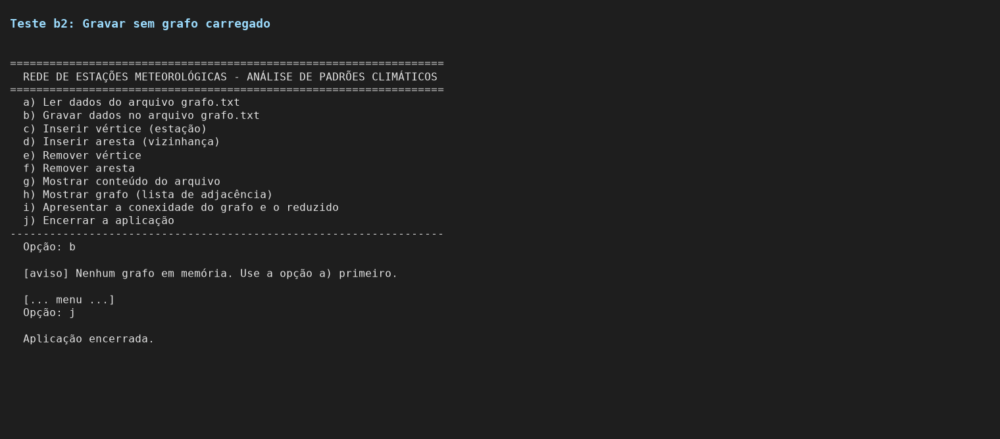 Teste b2: Gravar sem grafo carregado
==================================================================
REDE DE ESTAÇÕES METEOROLÓGICAS - ANÁLISE DE PADRÕES CLIMÁTICOS
==================================================================
a) Ler dados do arquivo grafo.txt
b) Gravar dados no arquivo grafo.txt
c) Inserir vértice (estação)
d) Inserir aresta (vizinhança)
e) Remover vértice
f) Remover aresta
g) Mostrar conteúdo do arquivo
h) Mostrar grafo (lista de adjacência)
i) Apresentar a conexidade do grafo e o reduzido
j) Encerrar a aplicação
------------------------------------------------------------------
Opção: b
[aviso] Nenhum grafo em memória. Use a opção a) primeiro.
[... menu ...]
Opção: j
Aplicação encerrada.